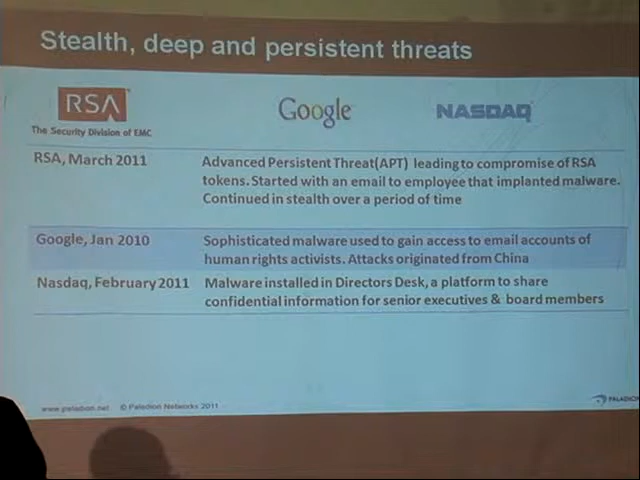 Stealth, deep and persistent threats
RSA
The Security Division of EMC
Google
NASDAQ
RSA, March 2011
Advanced Persistent Threat(APT) leading to compromise of RSA
tokens. Started with an email to employee that implanted malware.
Continued in stealth over a period of time
Google, Jan 2010
Sophisticated malware used to gain access to email accounts of
human rights activists. Attacks originated from China
Nasdaq, February 2011
Malware installed in Directors Desk, a platform to share
confidential information for senior executives & board members
www.paladion.net © Paladion Networks 2011
PALADION